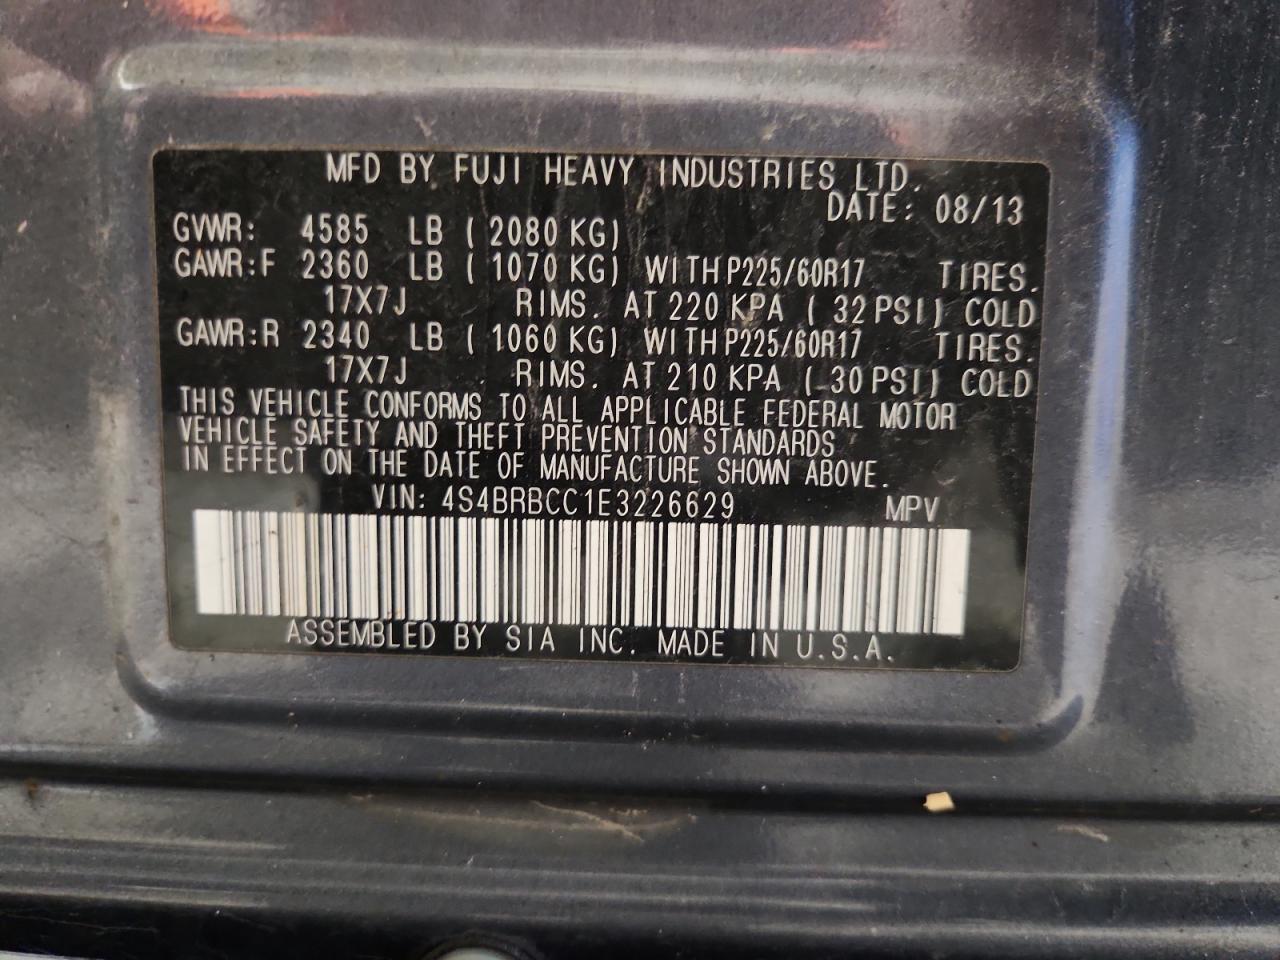 MFD BY FUJI HEAVY INDUSTRIES LTD.
DATE: 08/13
GVWR: 4585 LB (2080 KG)
GAWR:F 2360 LB (1070 KG) WITH P225/60R17 TIRES.
17X7J RIMS. AT 220 KPA (32 PSI) COLD
GAWR:R 2340 LB (1060 KG) WITH P225/60R17 TIRES.
17X7J RIMS. AT 210 KPA (30 PSI) COLD
THIS VEHICLE CONFORMS TO ALL APPLICABLE FEDERAL MOTOR
VEHICLE SAFETY AND THEFT PREVENTION STANDARDS
IN EFFECT ON THE DATE OF MANUFACTURE SHOWN ABOVE.
VIN: 4S4BRBCC1E3226629 MPV
ASSEMBLED BY SIA INC. MADE IN U.S.A.